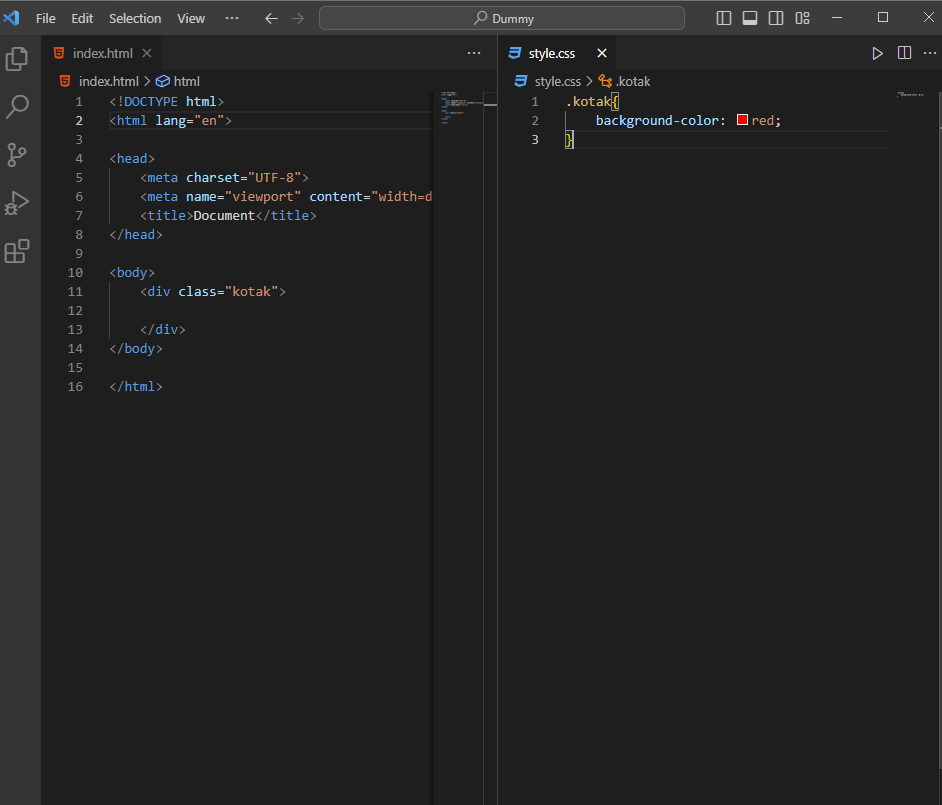 File Edit Selection View ··· Dummy
index.html
index.html > html
1 <!DOCTYPE html>
2 <html lang="en">
3
4 <head>
5 <meta charset="UTF-8">
6 <meta name="viewport" content="width=d
7 <title>Document</title>
8 </head>
9
10 <body>
11 <div class="kotak">
12
13 </div>
14 </body>
15
16 </html>
style.css
style.css > .kotak
1 .kotak{
2 background-color: red;
3 }